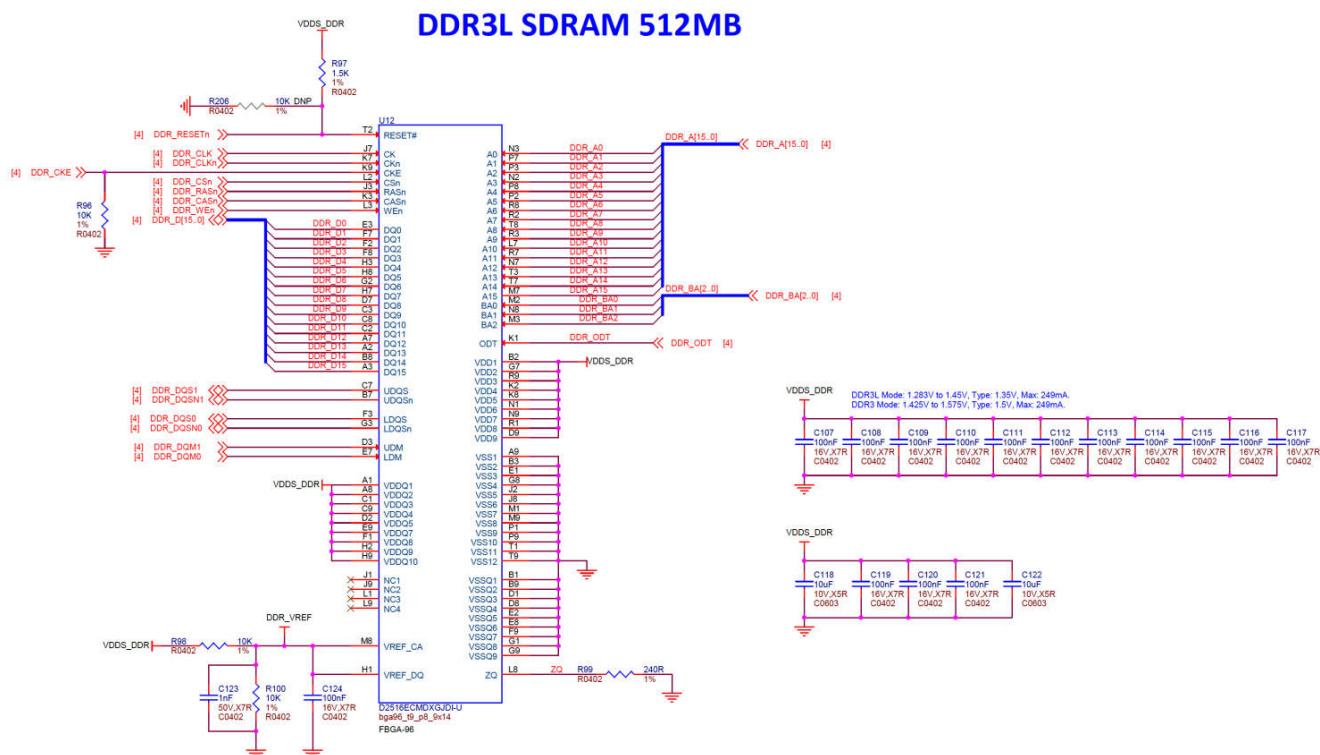 DDR3L SDRAM 512MB
VDDS_DDR
R97
1.5K
1%
R0402
R206
R0402
10K DNP
1%
U12
[4] DDR_RESETn
T2 RESET#
[4] DDR_CLK
J7 CK
[4] DDR_CLKn
K7 CKn
[4] DDR_CKE
K9 CKE
[4] DDR_CSn
L2 CSn
[4] DDR_RASn
J3 RASn
[4] DDR_CASn
K3 CASn
[4] DDR_WEn
L3 WEn
[4] DDR_D[15..0]
R96
10K
1%
R0402
DDR_D0 E3 DQ0
DDR_D1 F7 DQ1
DDR_D2 F2 DQ2
DDR_D3 F8 DQ3
DDR_D4 H3 DQ4
DDR_D5 H8 DQ5
DDR_D6 G2 DQ6
DDR_D7 H7 DQ7
DDR_D8 D7 DQ8
DDR_D9 C3 DQ9
DDR_D10 C8 DQ10
DDR_D11 C2 DQ11
DDR_D12 A7 DQ12
DDR_D13 A2 DQ13
DDR_D14 B8 DQ14
DDR_D15 A3 DQ15
[4] DDR_DQS1 C7 UDQS
[4] DDR_DQSN1 B7 UDQSn
[4] DDR_DQS0 F3 LDQS
[4] DDR_DQSN0 G3 LDQSn
[4] DDR_DQM1 D3 UDM
[4] DDR_DQM0 E7 LDM
VDDS_DDR
A1 VDDQ1
A8 VDDQ2
C1 VDDQ3
C9 VDDQ4
D2 VDDQ5
E9 VDDQ7
F1 VDDQ8
H2 VDDQ9
H9 VDDQ10
J1 NC1
J9 NC2
L1 NC3
L9 NC4
DDR_VREF
VDDS_DDR
R98
R0402
10K
1%
M8 VREF_CA
H1 VREF_DQ
C123
1nF
50V,X7R
C0402
R100
10K
1%
R0402
C124
100nF
16V,X7R
C0402
A0 N3 DDR_A0
A1 P7 DDR_A1
A2 P3 DDR_A2
A3 N2 DDR_A3
A4 P8 DDR_A4
A5 P2 DDR_A5
A6 R8 DDR_A6
A7 R2 DDR_A7
A8 T8 DDR_A8
A9 R3 DDR_A9
A10 L7 DDR_A10
A11 R7 DDR_A11
A12 N7 DDR_A12
A13 T3 DDR_A13
A14 T7 DDR_A14
A15 M7 DDR_A15
BA0 M2 DDR_BA0
BA1 N8 DDR_BA1
BA2 M3 DDR_BA2
DDR_A[15..0]
DDR_A[15..0] [4]
DDR_BA[2..0]
DDR_BA[2..0] [4]
ODT K1 DDR_ODT
DDR_ODT [4]
VDD1 B2
VDDS_DDR
VDD2 G7
VDD3 R9
VDD4 K2
VDD5 K8
VDD6 N1
VDD7 N9
VDD8 R1
VDD9 D9
VSS1 A9
VSS2 B3
VSS3 E1
VSS4 G8
VSS5 J2
VSS6 J8
VSS7 M1
VSS8 M9
VSS9 P1
VSS10 P9
VSS11 T1
VSS12 T9
VSSQ1 B1
VSSQ2 B9
VSSQ3 D1
VSSQ4 D8
VSSQ5 E2
VSSQ6 E8
VSSQ7 F9
VSSQ8 G1
VSSQ9 G9
ZQ L8 ZQ
R99
R0402
240R
1%
D2516ECMDXGJDI-U
bga96_t9_p8_9x14
FBGA-96
VDDS_DDR
DDR3L Mode: 1.283V to 1.45V, Type: 1.35V, Max: 249mA.
DDR3 Mode: 1.425V to 1.575V, Type: 1.5V, Max: 249mA.
C107 C108 C109 C110 C111 C112 C113 C114 C115 C116 C117
100nF 100nF 100nF 100nF 100nF 100nF 100nF 100nF 100nF 100nF 100nF
16V,X7R 16V,X7R 16V,X7R 16V,X7R 16V,X7R 16V,X7R 16V,X7R 16V,X7R 16V,X7R 16V,X7R 16V,X7R
C0402 C0402 C0402 C0402 C0402 C0402 C0402 C0402 C0402 C0402 C0402
VDDS_DDR
C118 C119 C120 C121 C122
10uF 100nF 100nF 100nF 10uF
10V,X5R 16V,X7R 16V,X7R 16V,X7R 10V,X5R
C0603 C0402 C0402 C0402 C0603